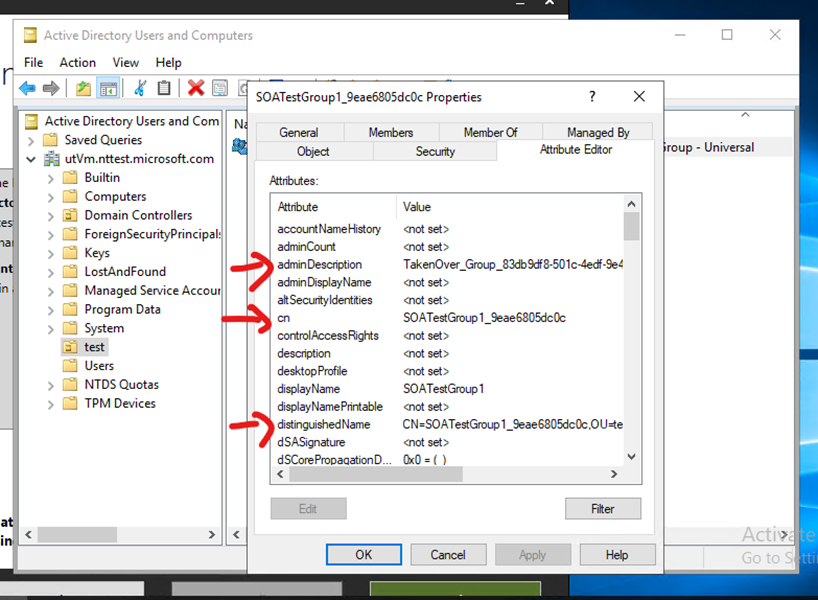 Active Directory Users and Computers
File Action View Help
Active Directory Users and Com
Saved Queries
utVm.nttest.microsoft.com
Builtin
Computers
Domain Controllers
ForeignSecurityPrincipals
Keys
LostAndFound
Managed Service Accour
Program Data
System
test
Users
NTDS Quotas
TPM Devices
Na
Group - Universal
SOATestGroup1_9eae6805dc0c Properties
?
General Members Member Of Managed By
Object Security Attribute Editor
Attributes:
Attribute Value
accountNameHistory <not set>
adminCount <not set>
adminDescription TakenOver_Group_83db9df8-501c-4edf-9e4
adminDisplayName <not set>
altSecurityIdentities <not set>
cn SOATestGroup1_9eae6805dc0c
controlAccessRights <not set>
description <not set>
desktopProfile <not set>
displayName SOATestGroup1
displayNamePrintable <not set>
distinguishedName CN=SOATestGroup1_9eae6805dc0c,OU=te
dSASignature <not set>
dSCorePropagationD... 0x0 = ( )
Edit Filter
OK Cancel Apply Help
Activate
Go to Setti